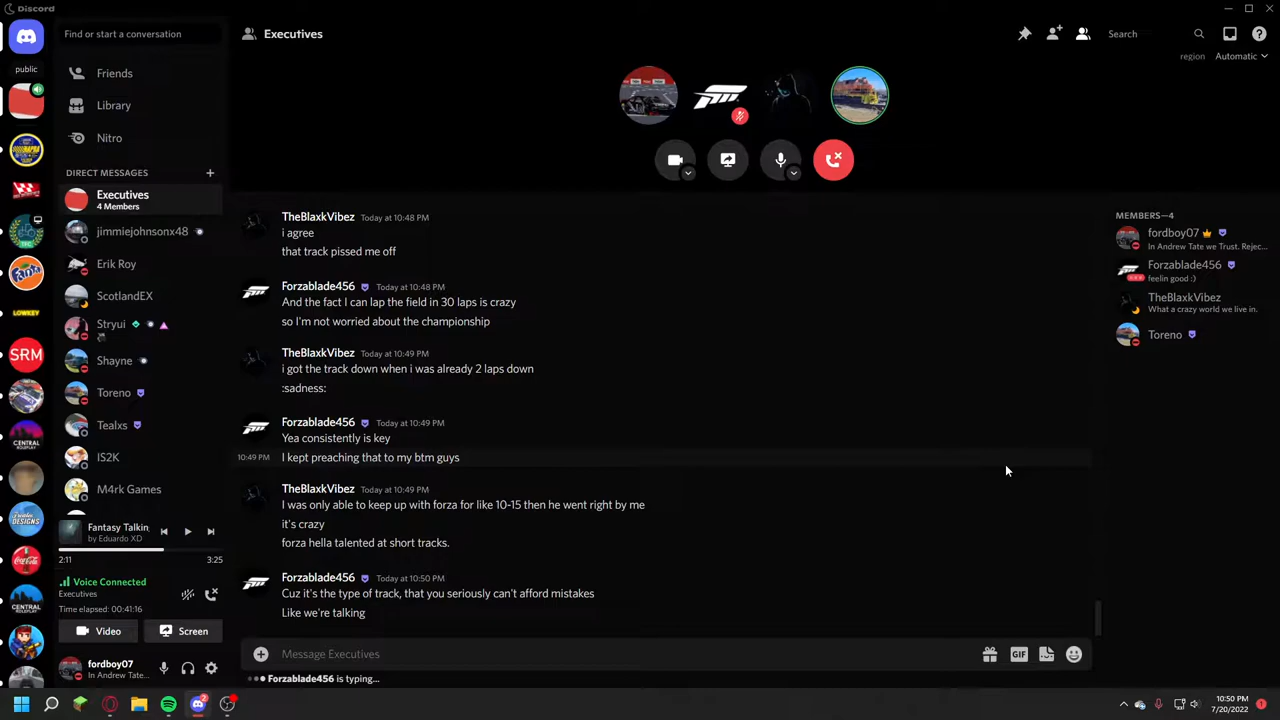 Discord
Find or start a conversation
Executives
Search
region
Automatic
public
Friends
Library
Nitro
DIRECT MESSAGES
Executives
4 Members
jimmiejohnsonx48
Erik Roy
ScotlandEX
Stryui
Shayne
Toreno
Tealxs
IS2K
M4rk Games
LOWKEY
SRM
Fantasy Talkin
by Eduardo XD
2:11
3:25
Voice Connected
Executives
Time elapsed: 00:41:16
Video
Screen
fordboy07
In Andrew Tate...
TheBlaxkVibez Today at 10:48 PM
i agree
that track pissed me off
Forzablade456 Today at 10:48 PM
And the fact I can lap the field in 30 laps is crazy
so I'm not worried about the championship
TheBlaxkVibez Today at 10:49 PM
i got the track down when i was already 2 laps down
:sadness:
Forzablade456 Today at 10:49 PM
Yea consistently is key
10:49 PM I kept preaching that to my btm guys
TheBlaxkVibez Today at 10:49 PM
I was only able to keep up with forza for like 10-15 then he went right by me
it's crazy
forza hella talented at short tracks.
Forzablade456 Today at 10:50 PM
Cuz it's the type of track, that you seriously can't afford mistakes
Like we're talking
Message Executives
GIF
Forzablade456 is typing...
MEMBERS—4
fordboy07
In Andrew Tate we Trust. Rejec...
Forzablade456
feelin good :)
TheBlaxkVibez
What a crazy world we live in.
Toreno
10:50 PM
7/20/2022